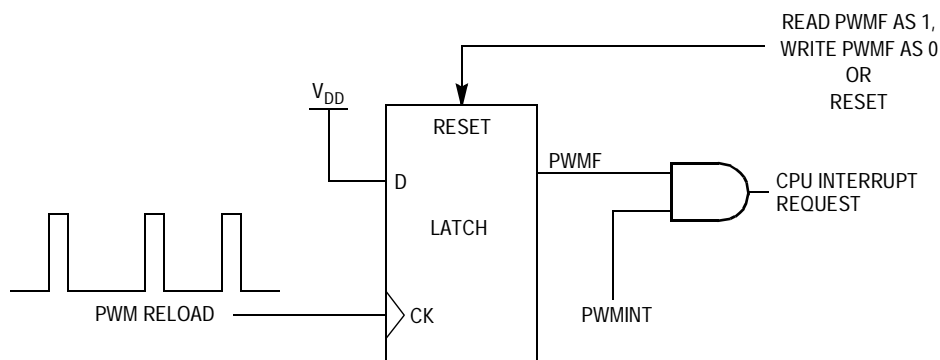 READ PWMF AS 1,
WRITE PWMF AS 0
OR
RESET
VDD
RESET
PWMF
D
CPU INTERRUPT
REQUEST
LATCH
PWM RELOAD
CK
PWMINT